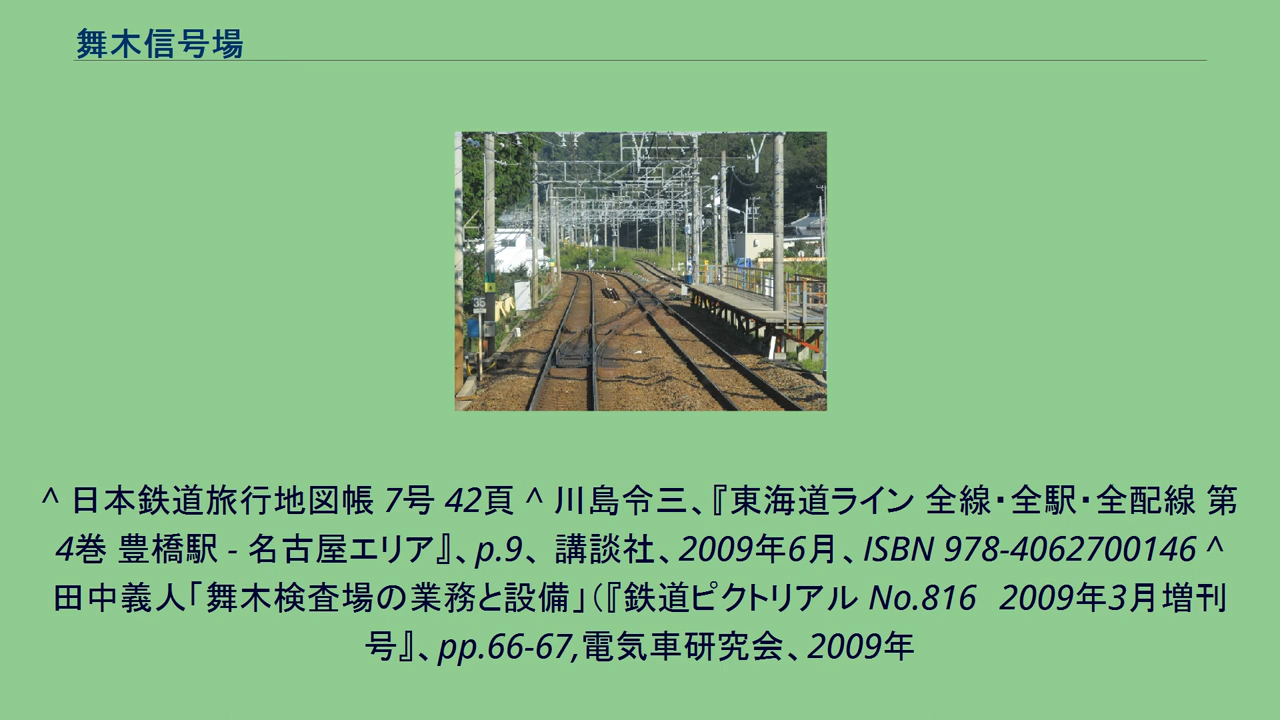 舞木信号場
35
^ 日本鉄道旅行地図帳 7号 42頁 ^ 川島令三、『東海道ライン 全線・全駅・全配線 第
4巻 豊橋駅 - 名古屋エリア』、p.9、講談社、2009年6月、ISBN 978-4062700146 ^
田中義人「舞木検査場の業務と設備」（『鉄道ピクトリアル No.816　2009年3月増刊
号』、pp.66-67,電気車研究会、2009年